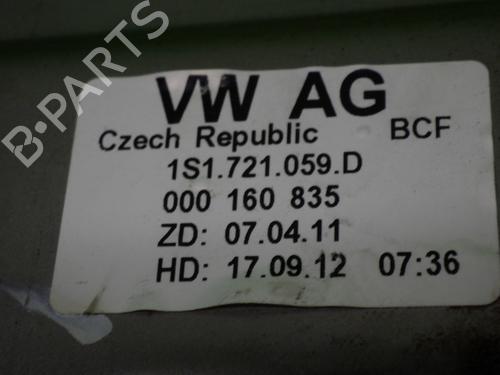 VW AG
Czech Republic BCF
1S1.721.059.D
000 160 835
ZD: 07.04.11
HD: 17.09.12 07:36
B-PARTS